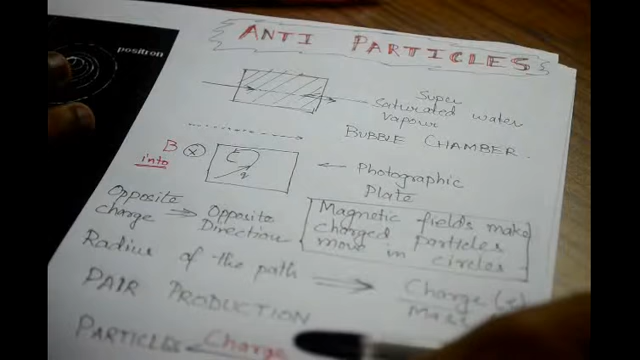 positron
ANTI PARTICLES
Super
Saturated water
Vapour
BUBBLE CHAMBER.
B
into
Photographic
Plate
Opposite
charge ⇒ Opposite
Direction
Magnetic fields make
charged particles
move in circles
Radius of the path ⇒ Charge
Mass
PAIR PRODUCTION
PARTICLES Charge